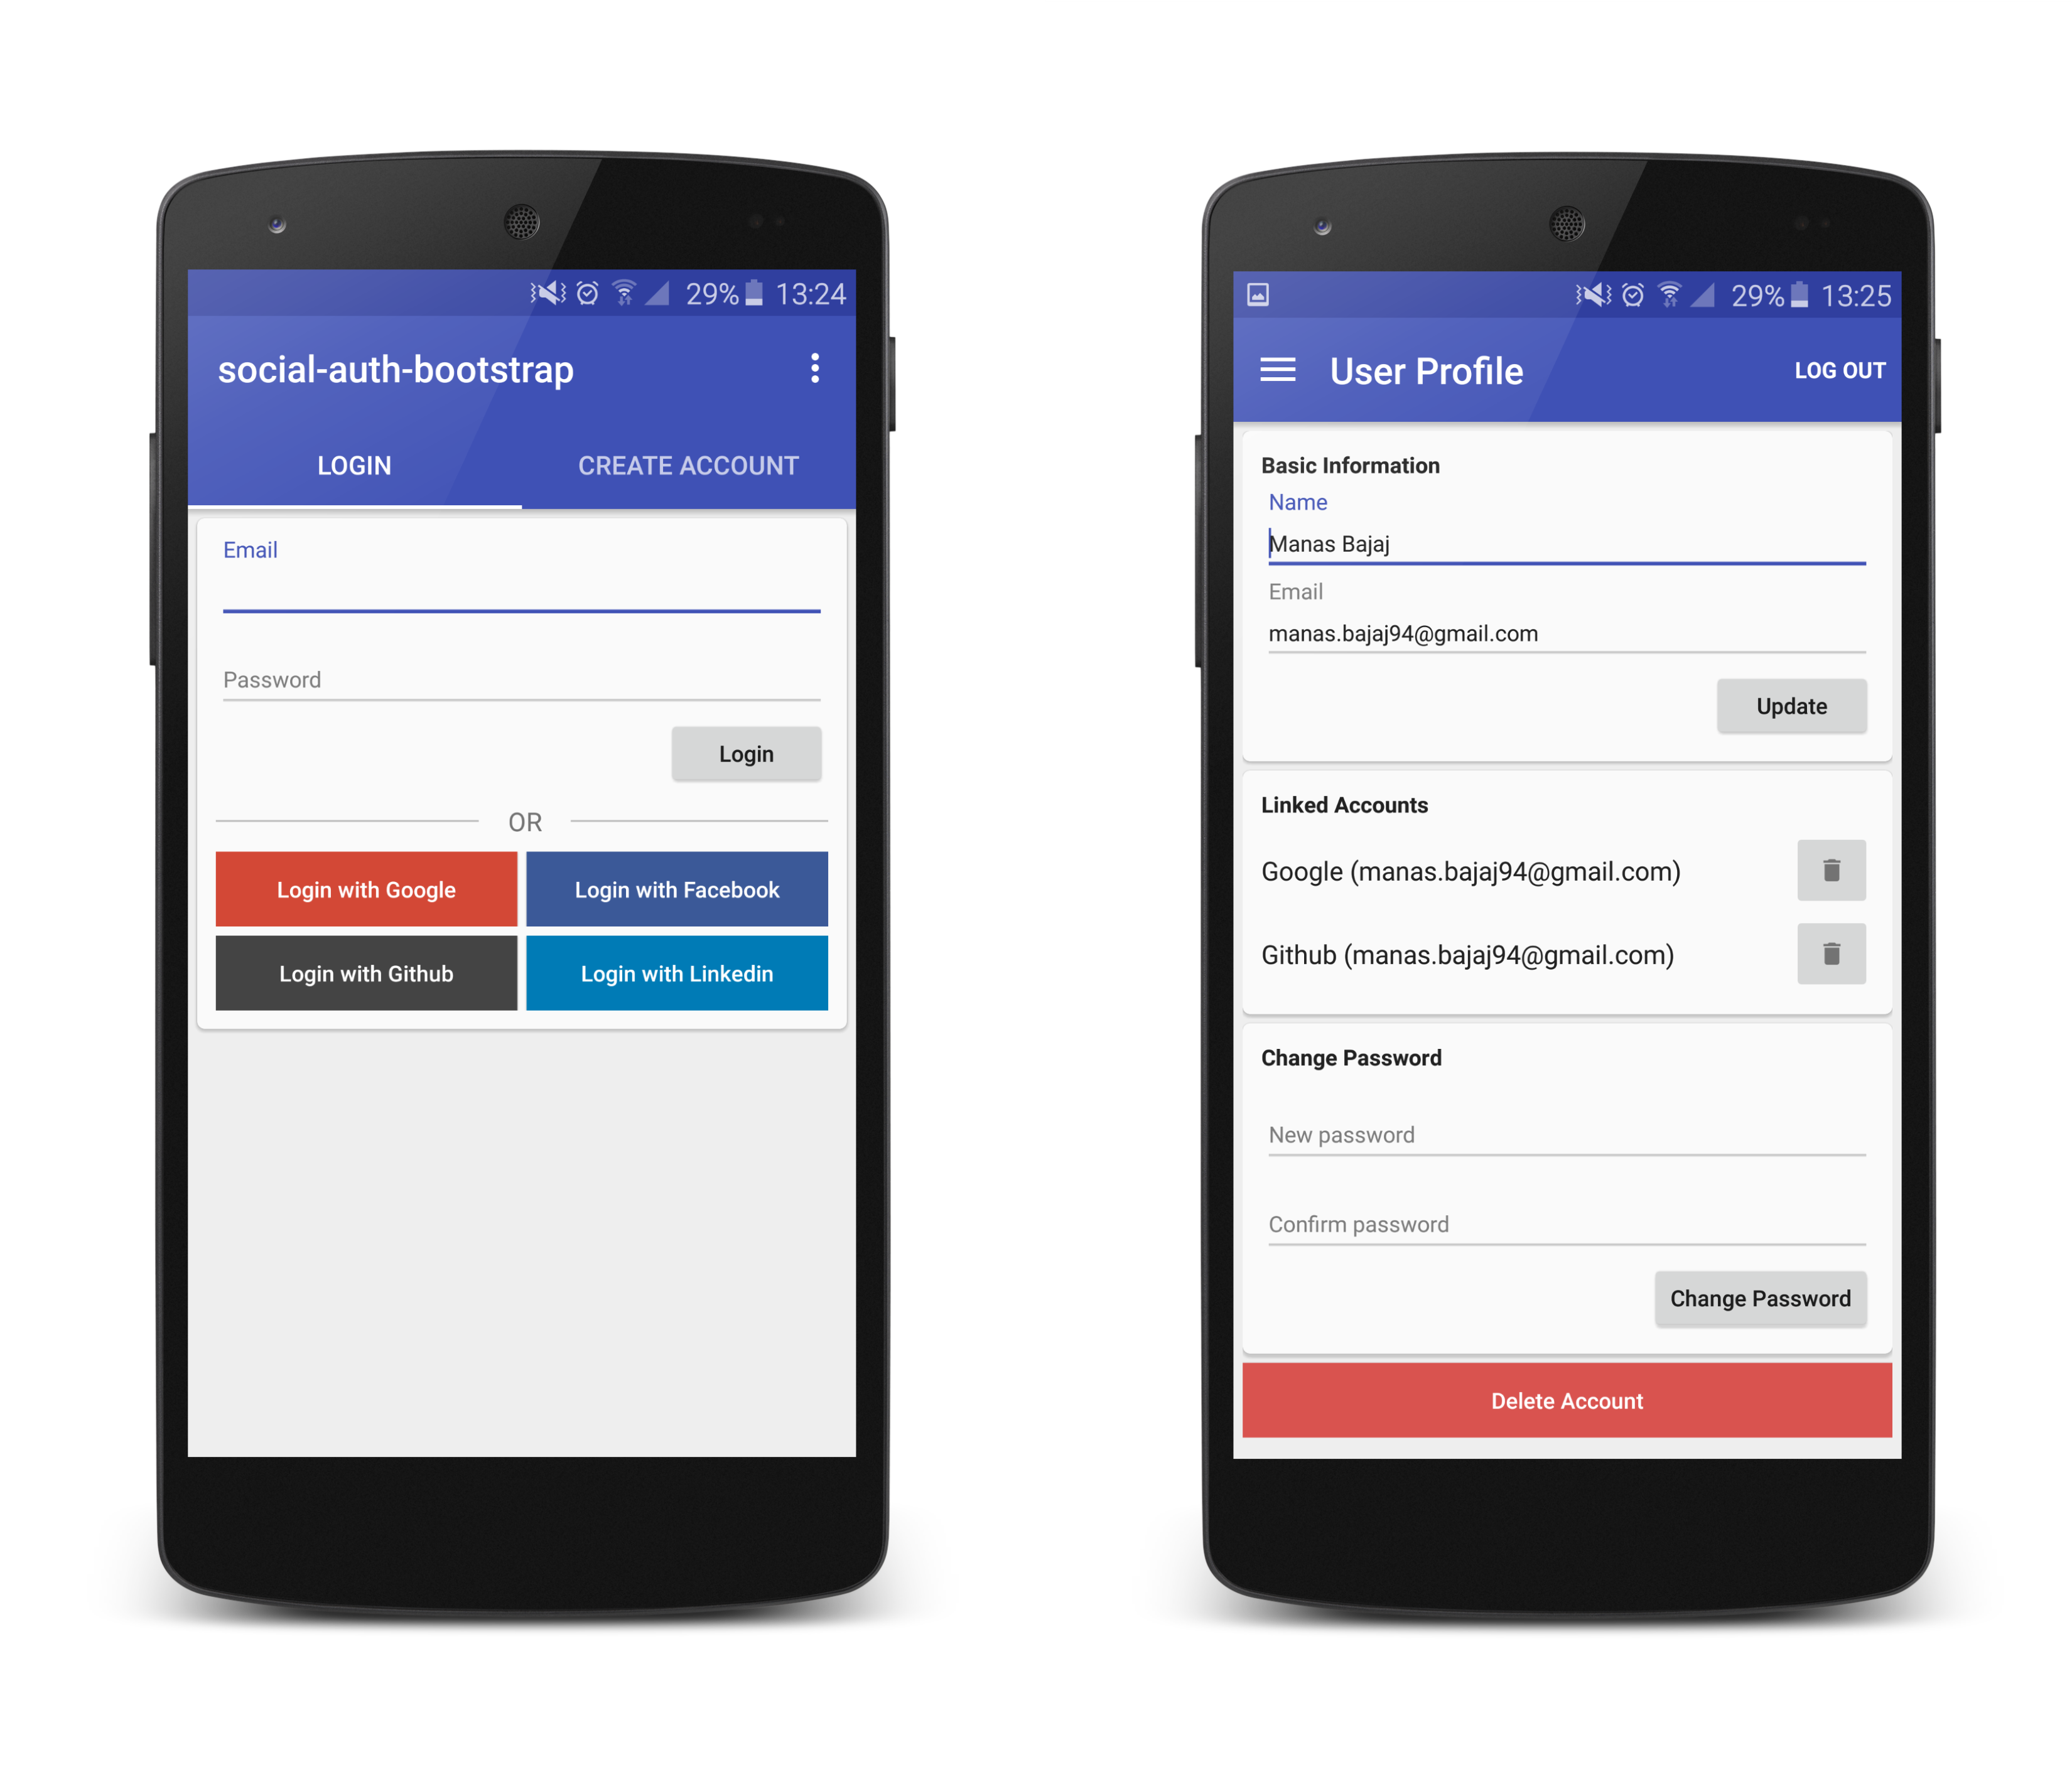 29% 13:24
social-auth-bootstrap
LOGIN CREATE ACCOUNT
Email
Password
Login
OR
Login with Google Login with Facebook
Login with Github Login with Linkedin
29% 13:25
User Profile LOG OUT
Basic Information
Name
Manas Bajaj
Email
manas.bajaj94@gmail.com
Update
Linked Accounts
Google (manas.bajaj94@gmail.com)
Github (manas.bajaj94@gmail.com)
Change Password
New password
Confirm password
Change Password
Delete Account